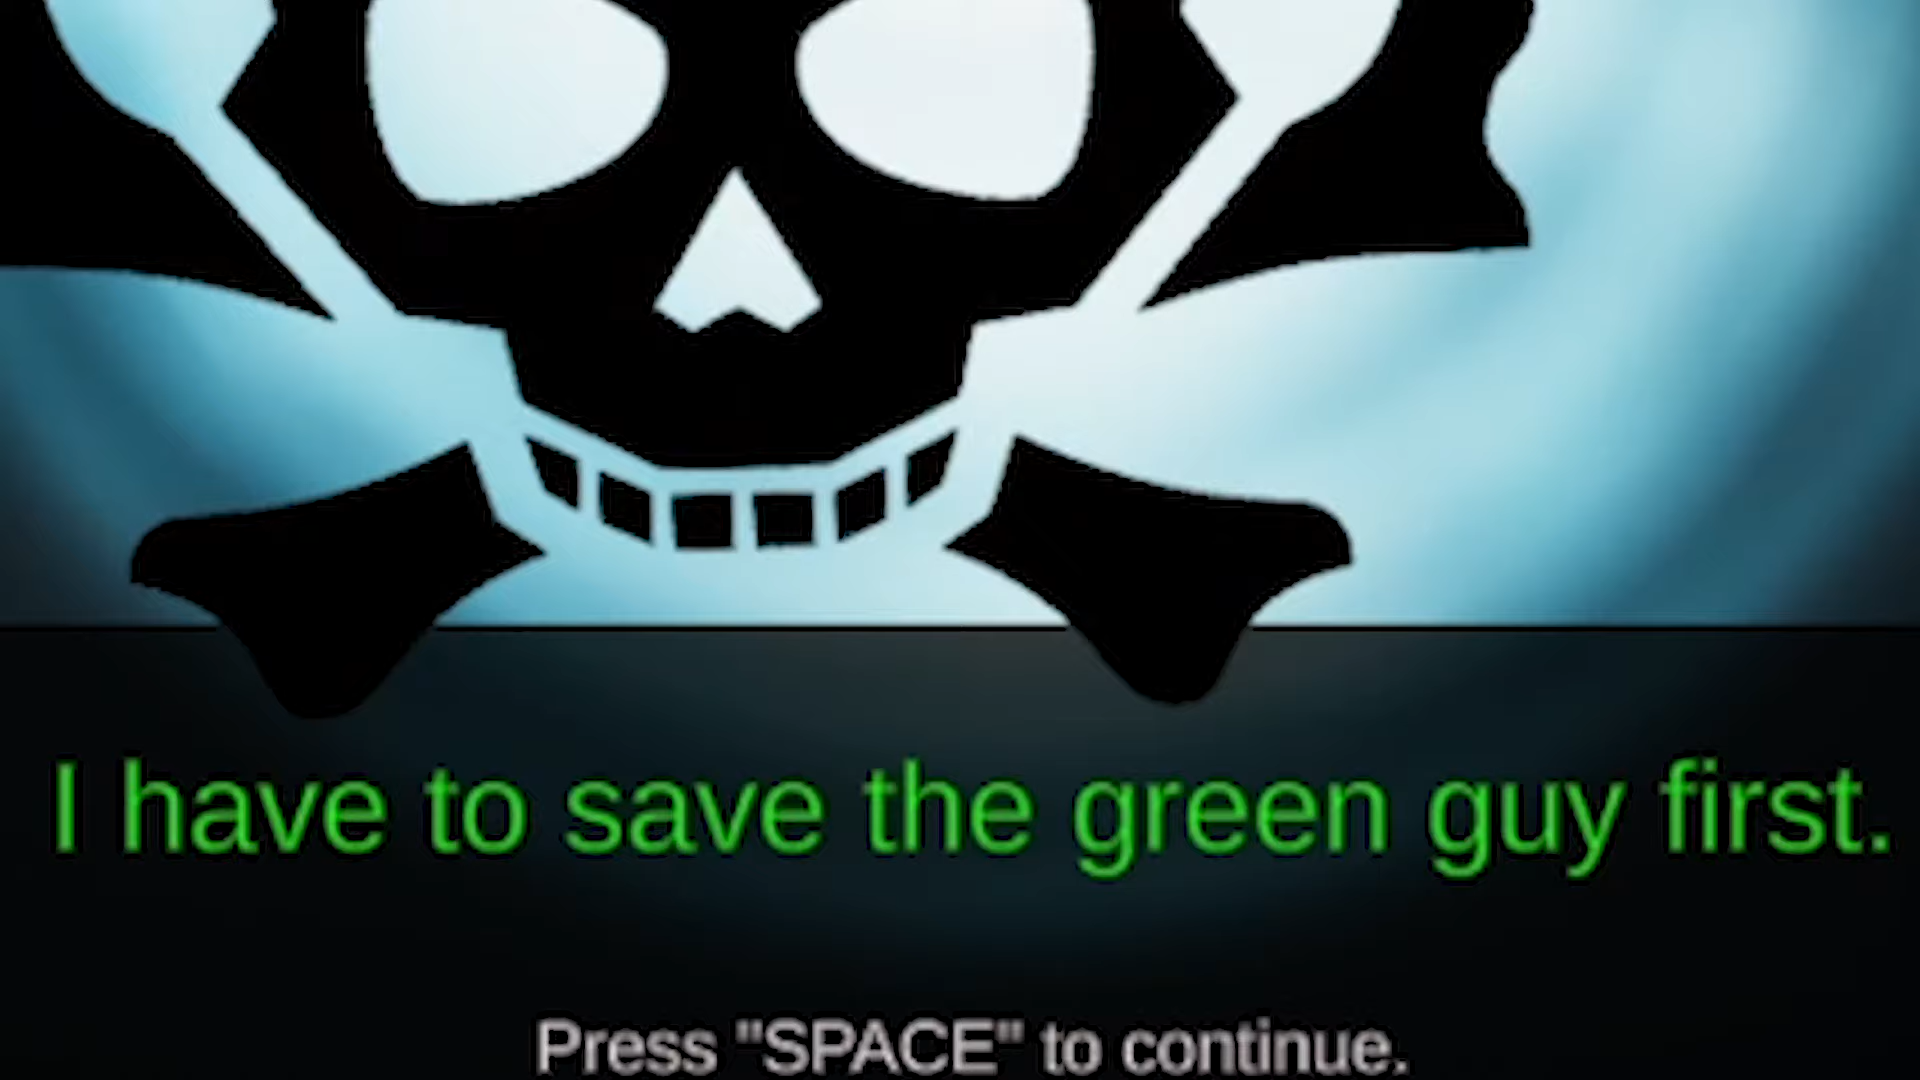 I have to save the green guy first.
Press "SPACE" to continue.